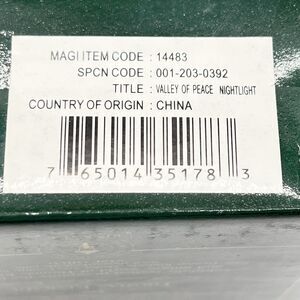 MAGI ITEM CODE : 14483
SPCN CODE : 001-203-0392
TITLE : VALLEY OF PEACE NIGHTLIGHT
COUNTRY OF ORIGIN : CHINA
7 65014 35178 3